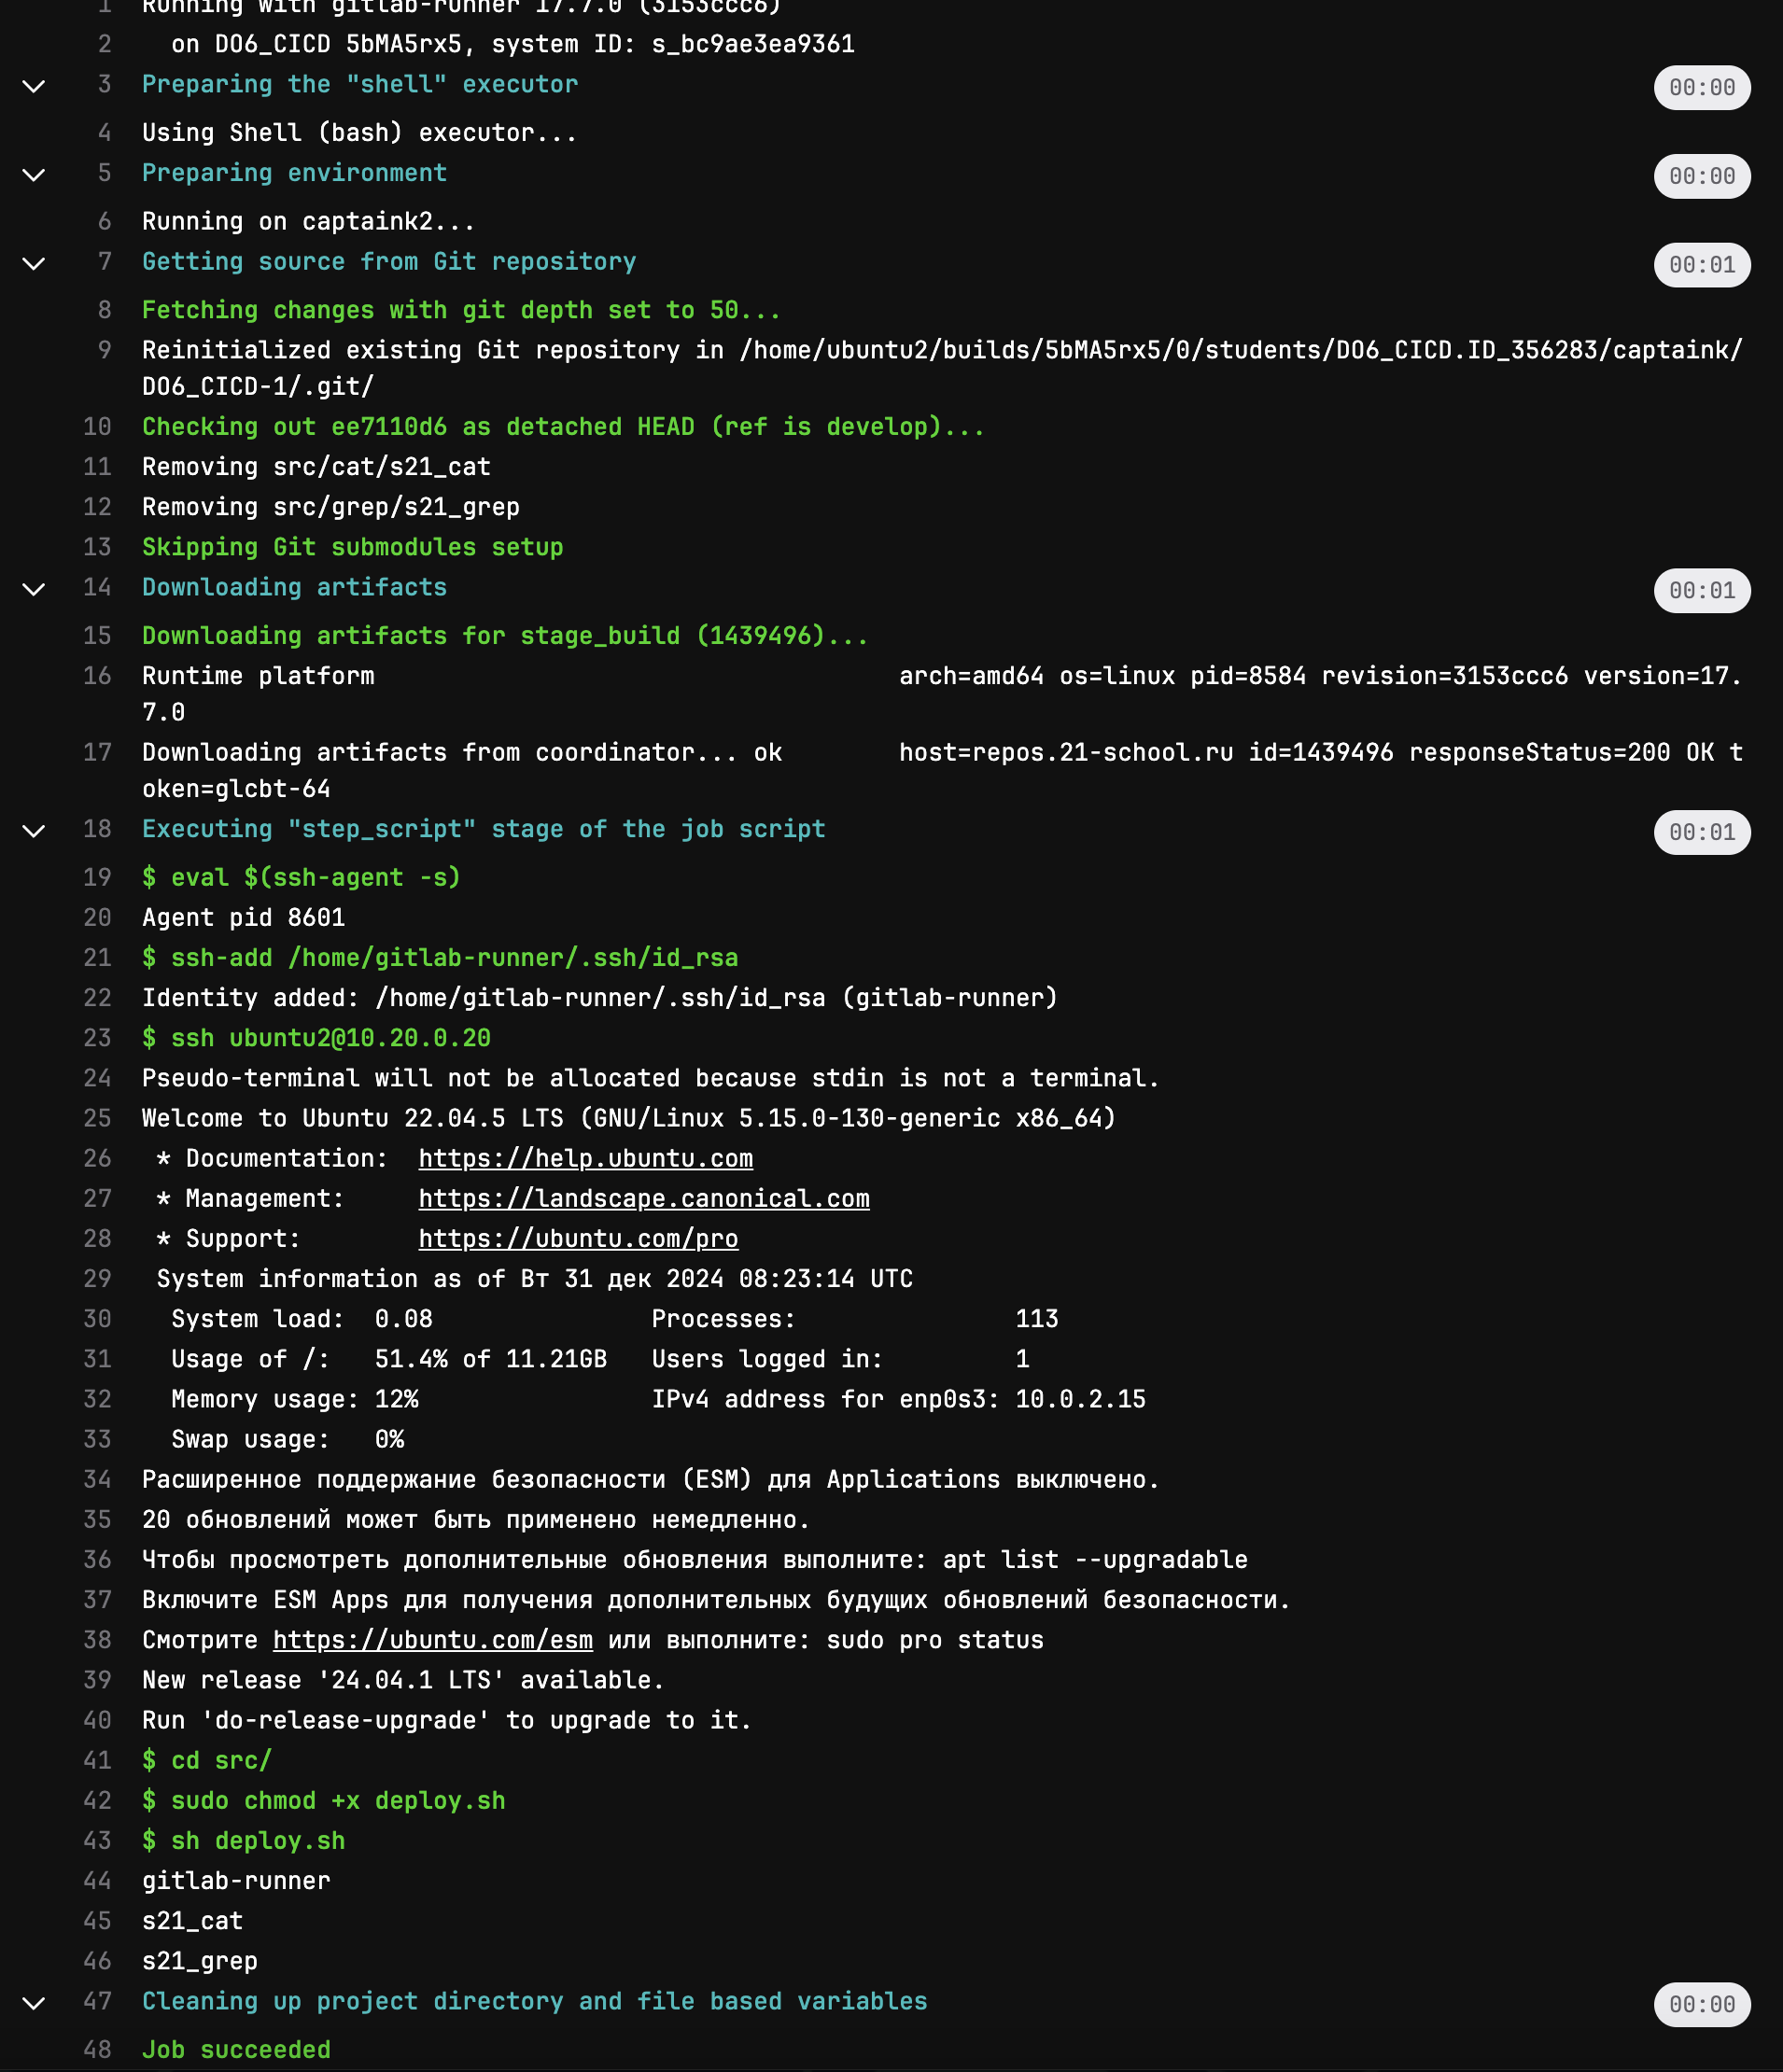 1 Running with gitlab-runner 17.7.0 (3153ccc6)
2   on DO6_CICD 5bMA5rx5, system ID: s_bc9ae3ea9361
3 Preparing the "shell" executor 00:00
4 Using Shell (bash) executor...
5 Preparing environment 00:00
6 Running on captaink2...
7 Getting source from Git repository 00:01
8 Fetching changes with git depth set to 50...
9 Reinitialized existing Git repository in /home/ubuntu2/builds/5bMA5rx5/0/students/DO6_CICD.ID_356283/captaink/
DO6_CICD-1/.git/
10 Checking out ee7110d6 as detached HEAD (ref is develop)...
11 Removing src/cat/s21_cat
12 Removing src/grep/s21_grep
13 Skipping Git submodules setup
14 Downloading artifacts 00:01
15 Downloading artifacts for stage_build (1439496)...
16 Runtime platform                                    arch=amd64 os=linux pid=8584 revision=3153ccc6 version=17.
7.0
17 Downloading artifacts from coordinator... ok        host=repos.21-school.ru id=1439496 responseStatus=200 OK t
oken=glcbt-64
18 Executing "step_script" stage of the job script 00:01
19 $ eval $(ssh-agent -s)
20 Agent pid 8601
21 $ ssh-add /home/gitlab-runner/.ssh/id_rsa
22 Identity added: /home/gitlab-runner/.ssh/id_rsa (gitlab-runner)
23 $ ssh ubuntu2@10.20.0.20
24 Pseudo-terminal will not be allocated because stdin is not a terminal.
25 Welcome to Ubuntu 22.04.5 LTS (GNU/Linux 5.15.0-130-generic x86_64)
26  * Documentation:  https://help.ubuntu.com
27  * Management:     https://landscape.canonical.com
28  * Support:        https://ubuntu.com/pro
29  System information as of Вт 31 дек 2024 08:23:14 UTC
30   System load:  0.08               Processes:               113
31   Usage of /:   51.4% of 11.21GB   Users logged in:         1
32   Memory usage: 12%                IPv4 address for enp0s3: 10.0.2.15
33   Swap usage:   0%
34 Расширенное поддержание безопасности (ESM) для Applications выключено.
35 20 обновлений может быть применено немедленно.
36 Чтобы просмотреть дополнительные обновления выполните: apt list --upgradable
37 Включите ESM Apps для получения дополнительных будущих обновлений безопасности.
38 Смотрите https://ubuntu.com/esm или выполните: sudo pro status
39 New release '24.04.1 LTS' available.
40 Run 'do-release-upgrade' to upgrade to it.
41 $ cd src/
42 $ sudo chmod +x deploy.sh
43 $ sh deploy.sh
44 gitlab-runner
45 s21_cat
46 s21_grep
47 Cleaning up project directory and file based variables 00:00
48 Job succeeded